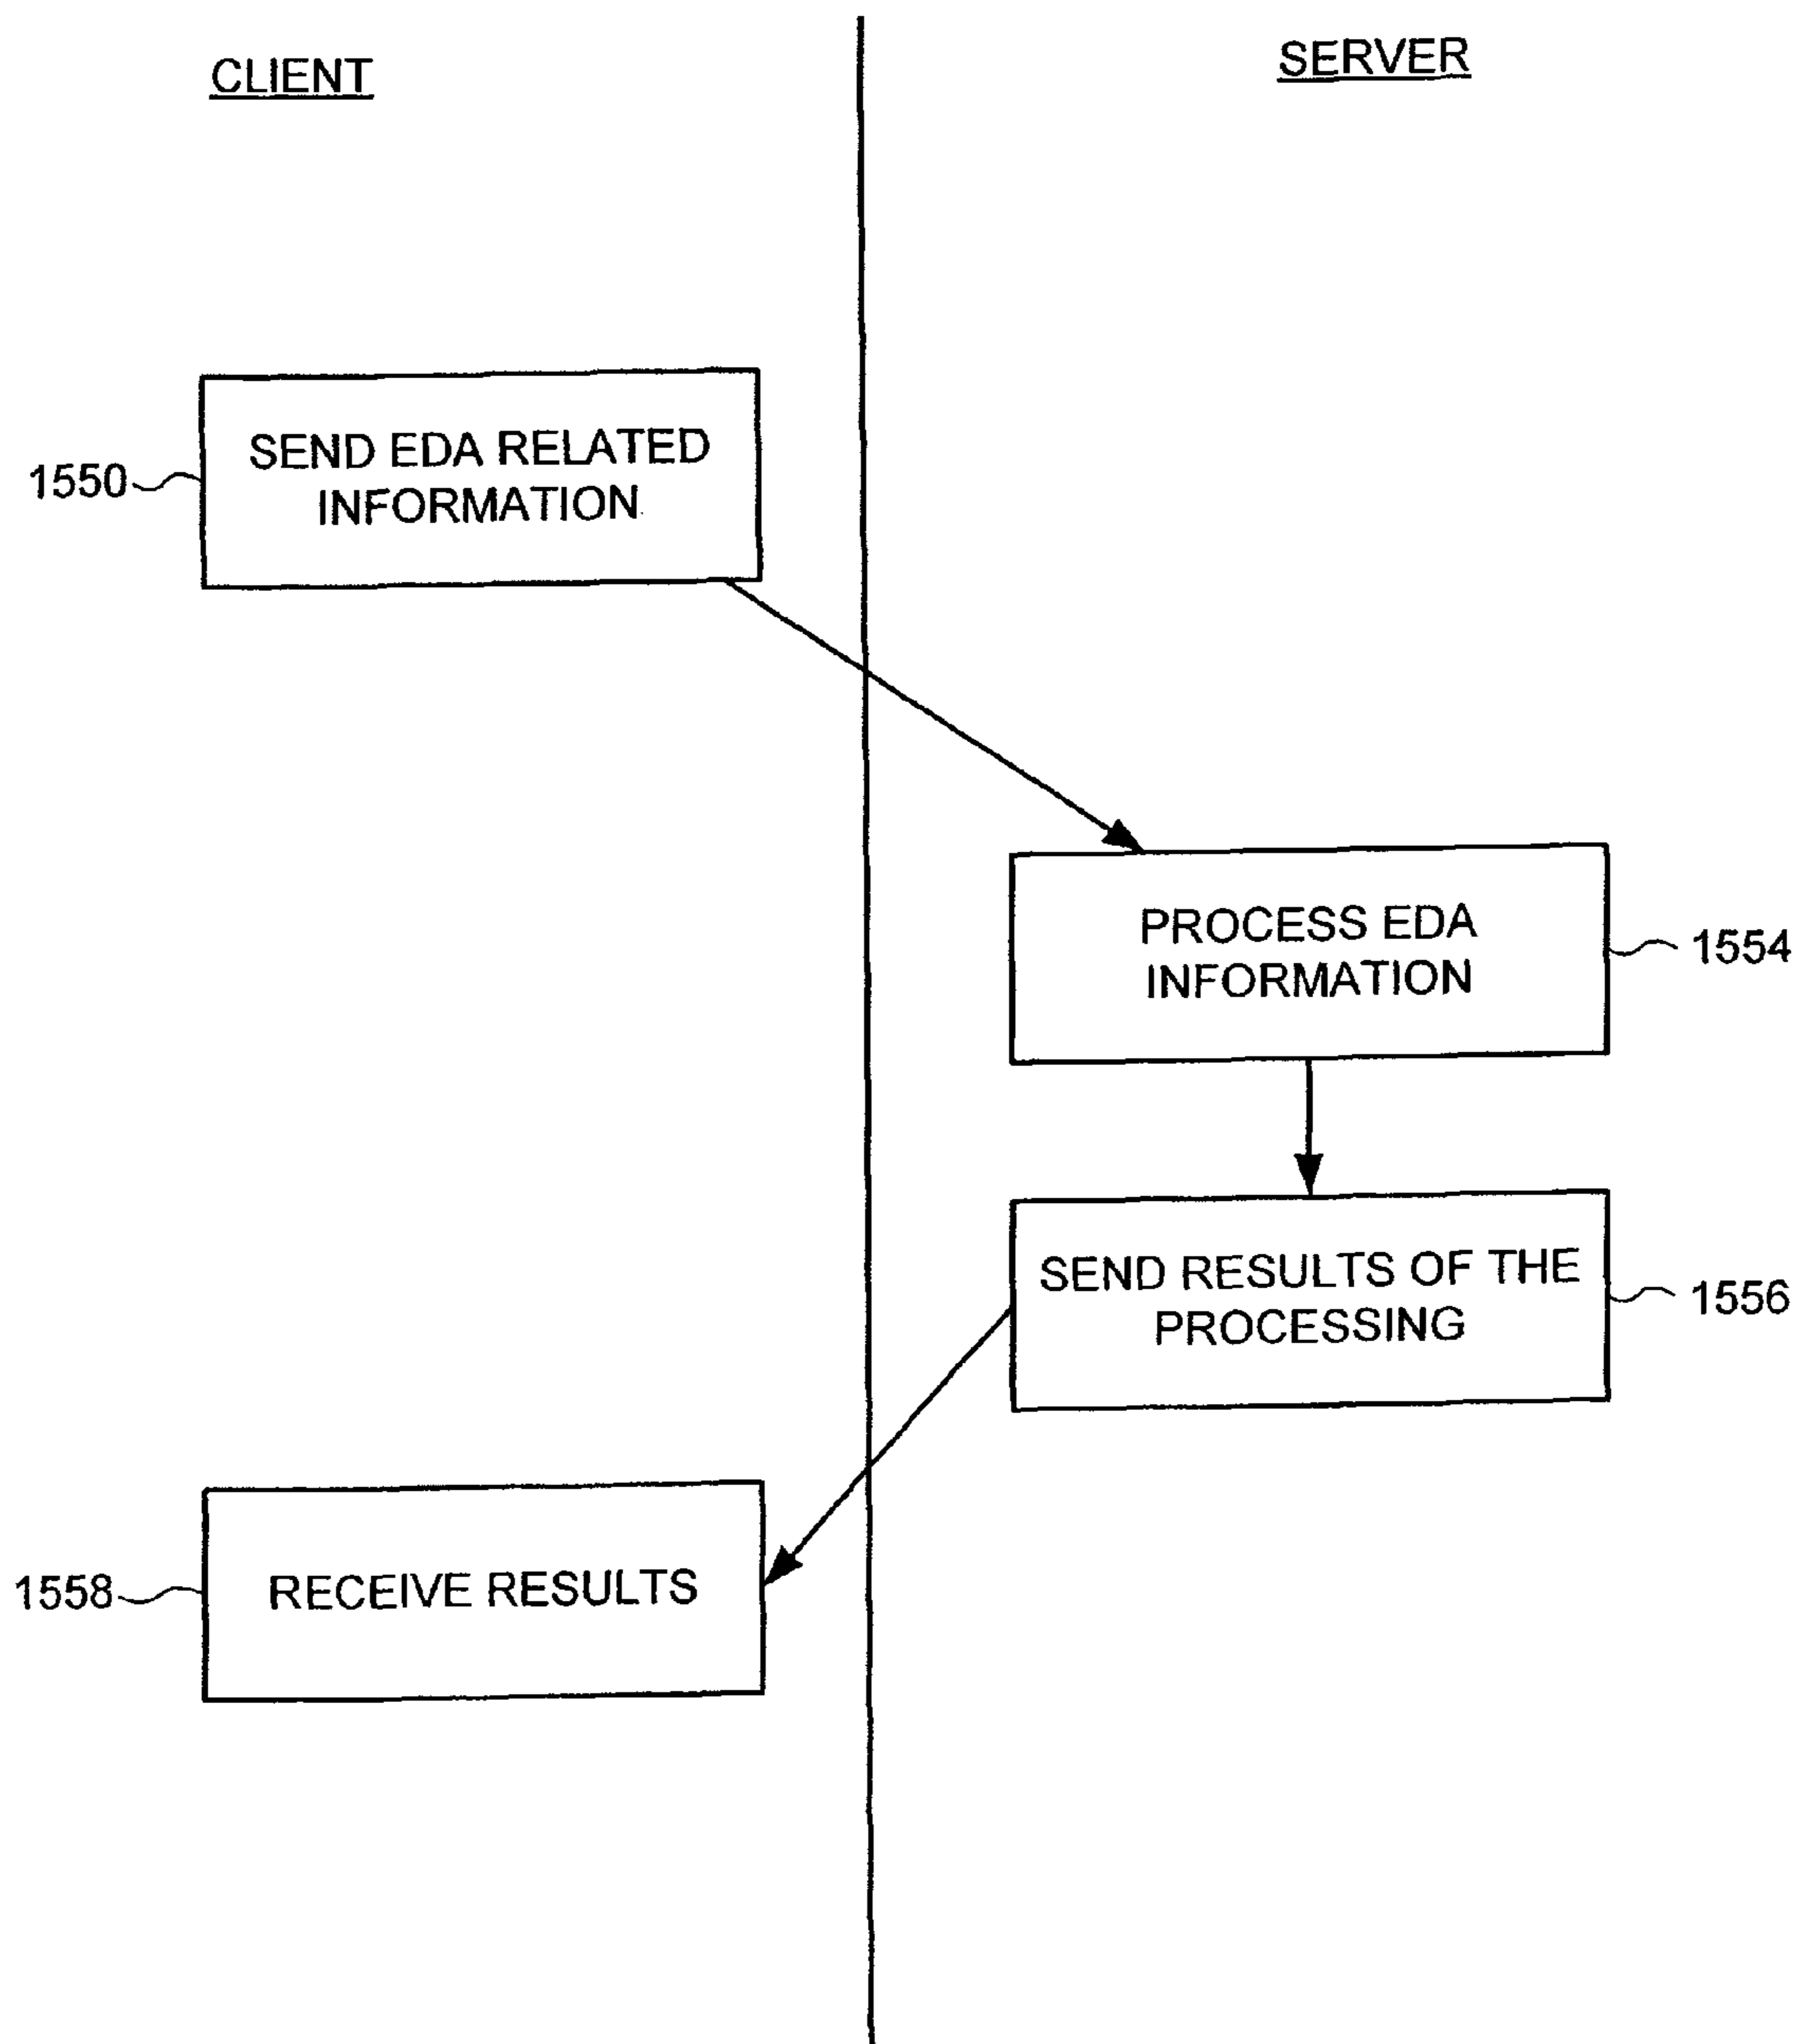 CLIENT
SERVER
SEND EDA RELATED
INFORMATION
1550
PROCESS EDA
INFORMATION
1554
SEND RESULTS OF THE
PROCESSING
1556
RECEIVE RESULTS
1558